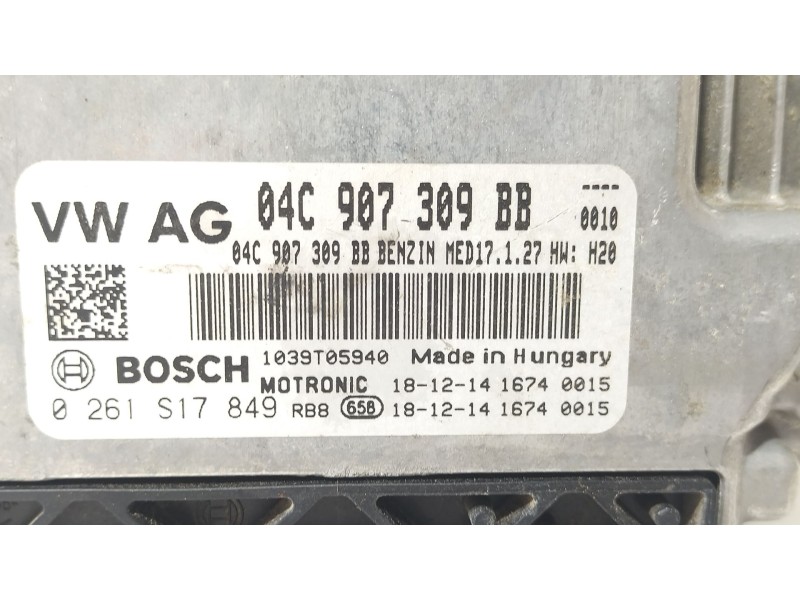 VW AG 04C 907 309 BB ----
0010
04C 907 309 BB BENZIN MED17.1.27 HW: H20
BOSCH 1039T05940 Made in Hungary
MOTRONIC 18-12-14 1674 0015
0 261 S17 849 RB8 65B 18-12-14 1674 0015